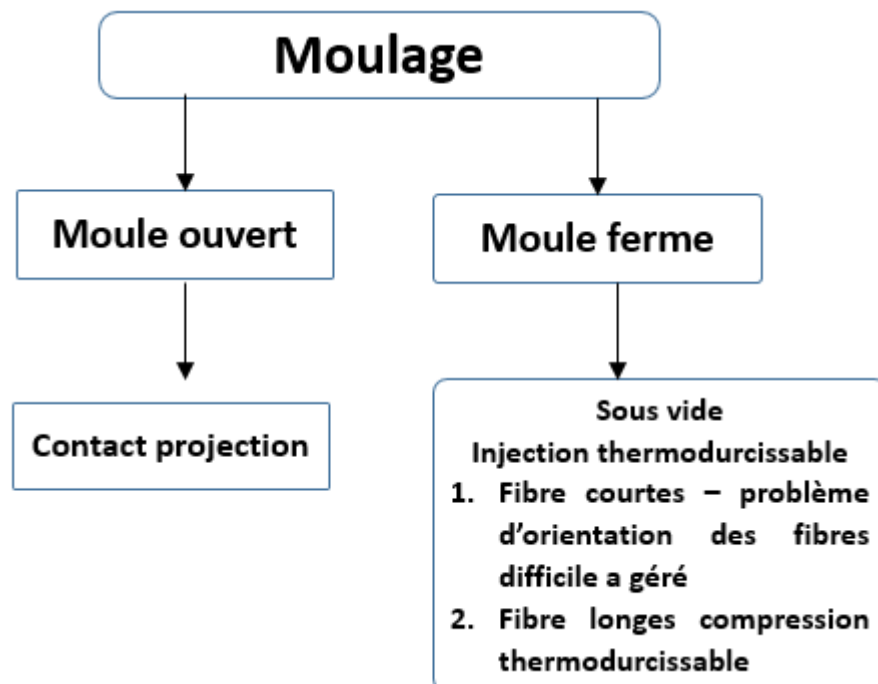 Moulage
Moule ouvert
Moule ferme
Contact projection
Sous vide
Injection thermodurcissable
1. Fibre courtes – problème
d’orientation des fibres
difficile a géré
2. Fibre longes compression
thermodurcissable